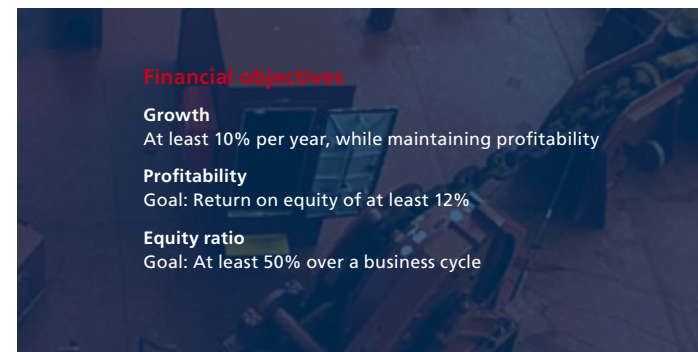 Financial objectives
Growth
At least 10% per year, while maintaining profitability
Profitability
Goal: Return on equity of at least 12%
Equity ratio
Goal: At least 50% over a business cycle